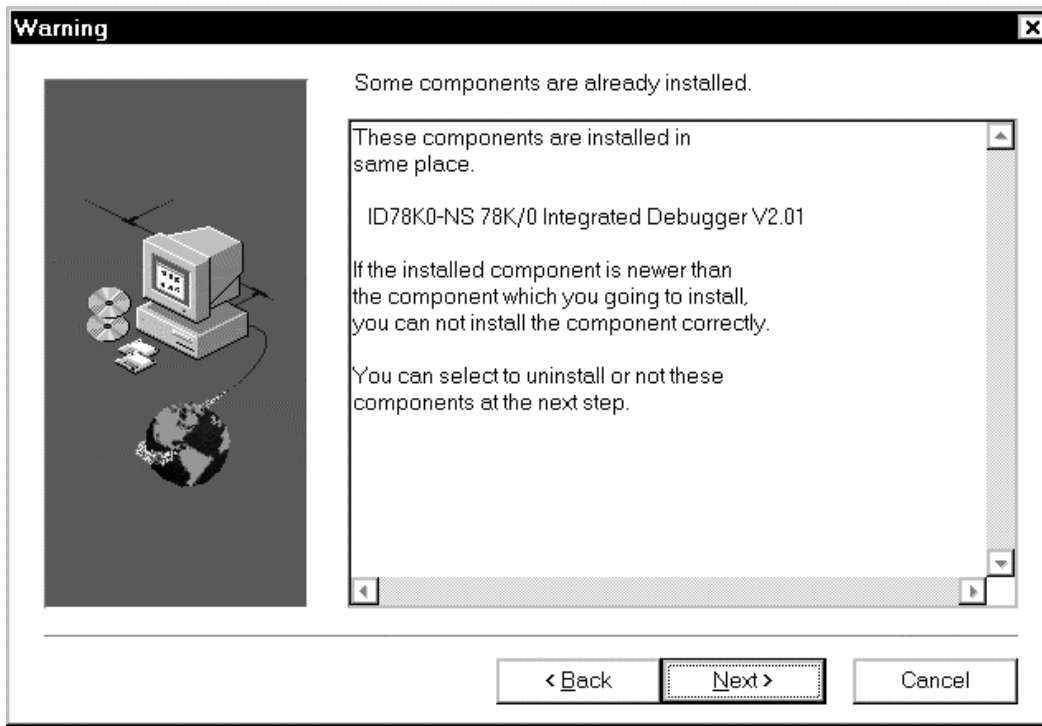 Warning
Some components are already installed.
These components are installed in
same place.
ID78K0-NS 78K/0 Integrated Debugger V2.01
If the installed component is newer than
the component which you going to install,
you can not install the component correctly.
You can select to uninstall or not these
components at the next step.
< Back
Next >
Cancel